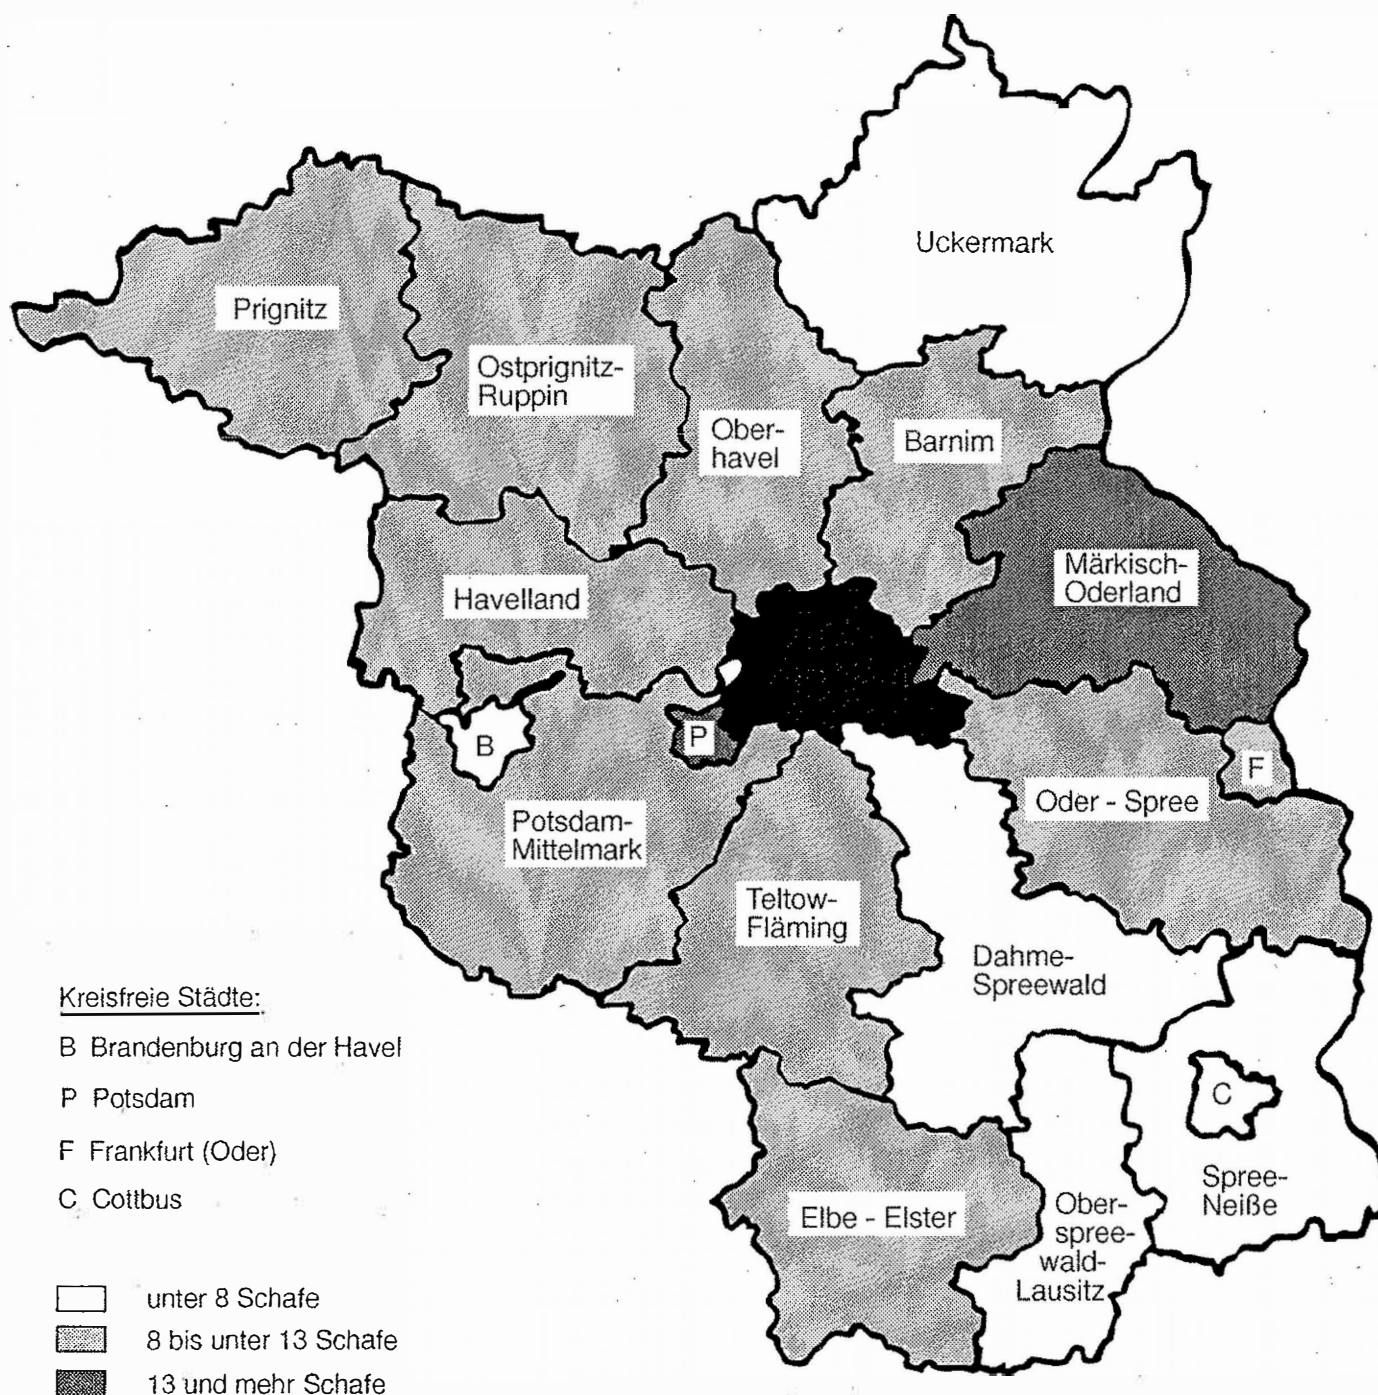 Uckermark
Prignitz
Ostprignitz-
Ruppin
Ober-
havel
Barnim
Märkisch-
Oderland
Havelland
B
P
F
Oder - Spree
Potsdam-
Mittelmark
Teltow-
Fläming
Dahme-
Spreewald
C
Spree-
Neiße
Elbe - Elster
Ober-
spree-
wald-
Lausitz
Kreisfreie Städte:
B Brandenburg an der Havel
P Potsdam
F Frankfurt (Oder)
C Cottbus
unter 8 Schafe
8 bis unter 13 Schafe
13 und mehr Schafe